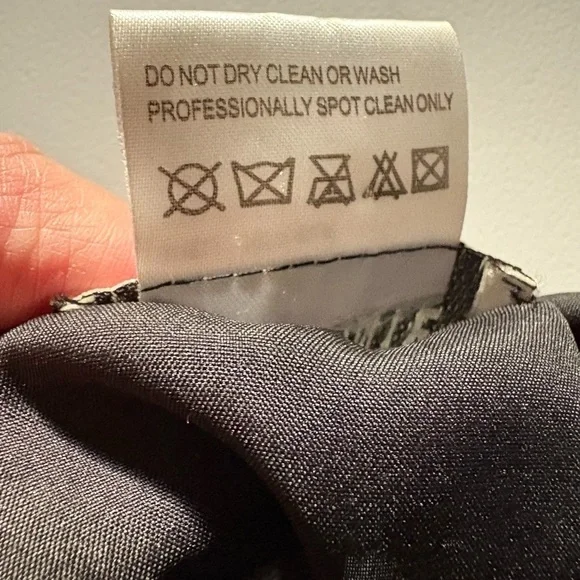 DO NOT DRY CLEAN OR WASH
PROFESSIONALLY SPOT CLEAN ONLY